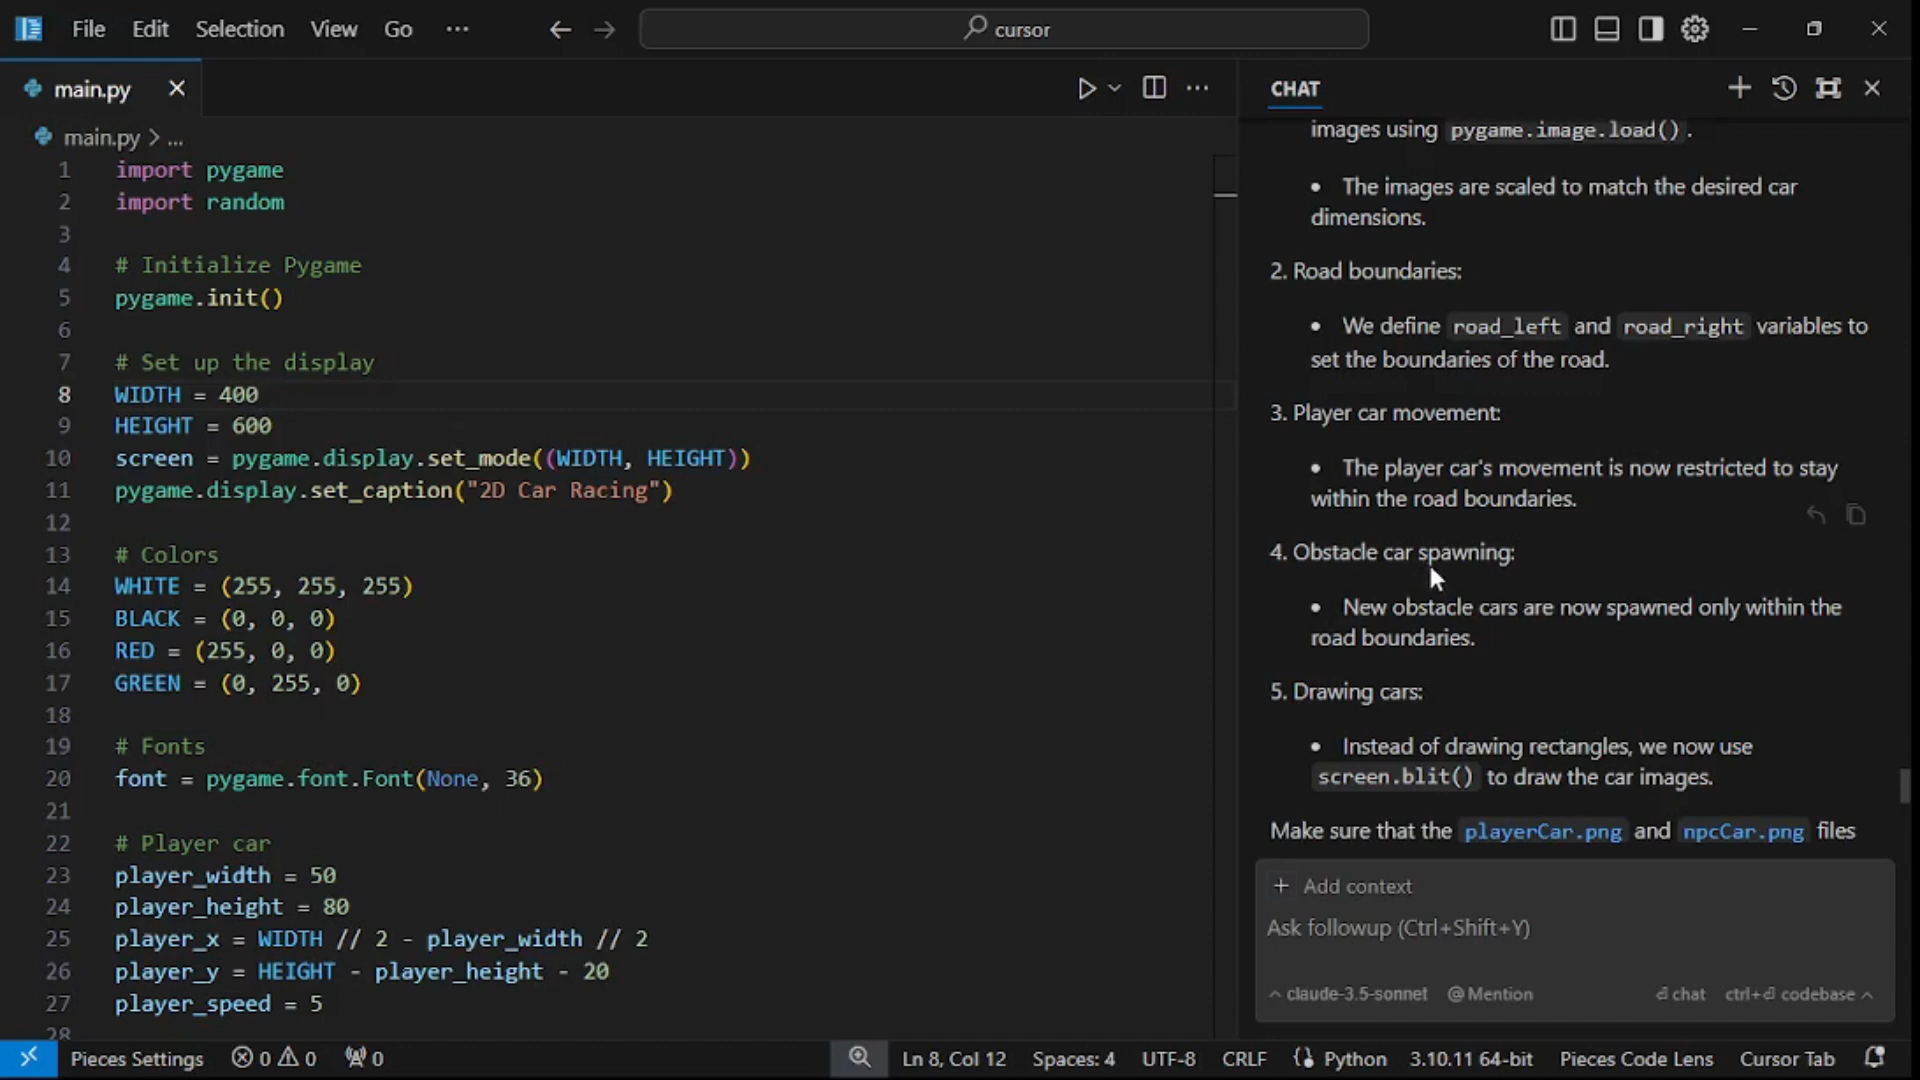 File Edit Selection View Go ··· cursor
main.py
main.py > ...
1 import pygame
2 import random
3
4 # Initialize Pygame
5 pygame.init()
6
7 # Set up the display
8 WIDTH = 400
9 HEIGHT = 600
10 screen = pygame.display.set_mode((WIDTH, HEIGHT))
11 pygame.display.set_caption("2D Car Racing")
12
13 # Colors
14 WHITE = (255, 255, 255)
15 BLACK = (0, 0, 0)
16 RED = (255, 0, 0)
17 GREEN = (0, 255, 0)
18
19 # Fonts
20 font = pygame.font.Font(None, 36)
21
22 # Player car
23 player_width = 50
24 player_height = 80
25 player_x = WIDTH // 2 - player_width // 2
26 player_y = HEIGHT - player_height - 20
27 player_speed = 5
28
CHAT
images using pygame.image.load().
• The images are scaled to match the desired car
dimensions.
2. Road boundaries:
• We define road_left and road_right variables to
set the boundaries of the road.
3. Player car movement:
• The player car's movement is now restricted to stay
within the road boundaries.
4. Obstacle car spawning:
• New obstacle cars are now spawned only within the
road boundaries.
5. Drawing cars:
• Instead of drawing rectangles, we now use
screen.blit() to draw the car images.
Make sure that the playerCar.png and npcCar.png files
+ Add context
Ask followup (Ctrl+Shift+Y)
^ claude-3.5-sonnet @ Mention ⏎ chat ctrl+⏎ codebase ^
Pieces Settings 0 0 0 Ln 8, Col 12 Spaces: 4 UTF-8 CRLF Python 3.10.11 64-bit Pieces Code Lens Cursor Tab